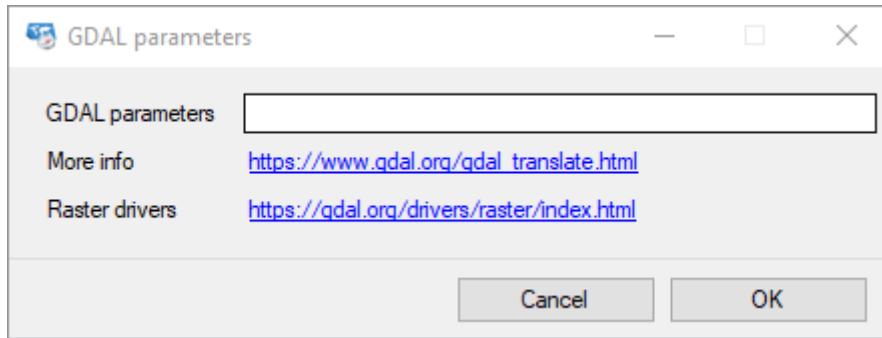 GDAL parameters
GDAL parameters
More info https://www.gdal.org/gdal_translate.html
Raster drivers https://gdal.org/drivers/raster/index.html
Cancel OK